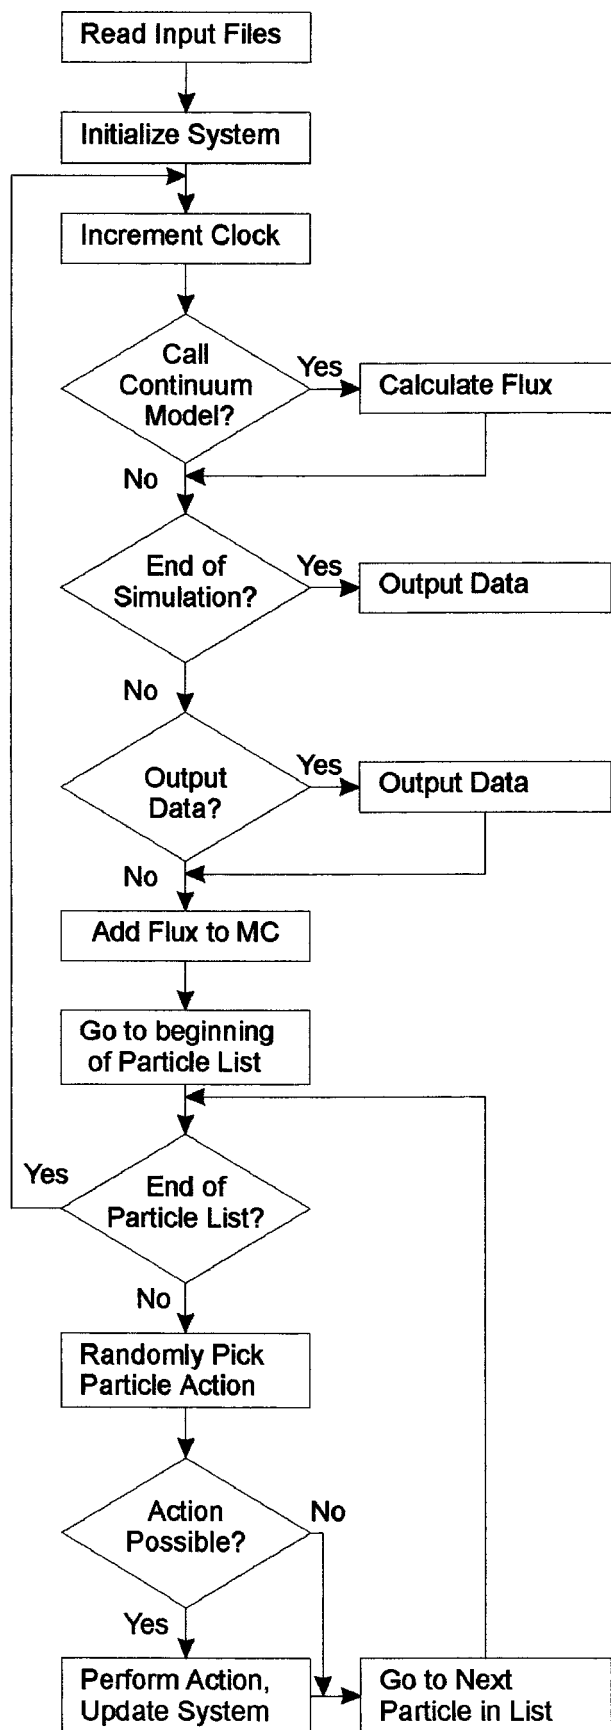 Read Input Files
Initialize System
Increment Clock
Call
Continuum
Model?
Yes
Calculate Flux
No
End of
Simulation?
Yes
Output Data
No
Output
Data?
Yes
Output Data
No
Add Flux to MC
Go to beginning
of Particle List
Yes
End of
Particle List?
No
Randomly Pick
Particle Action
Action
Possible?
No
Yes
Perform Action,
Update System
Go to Next
Particle in List